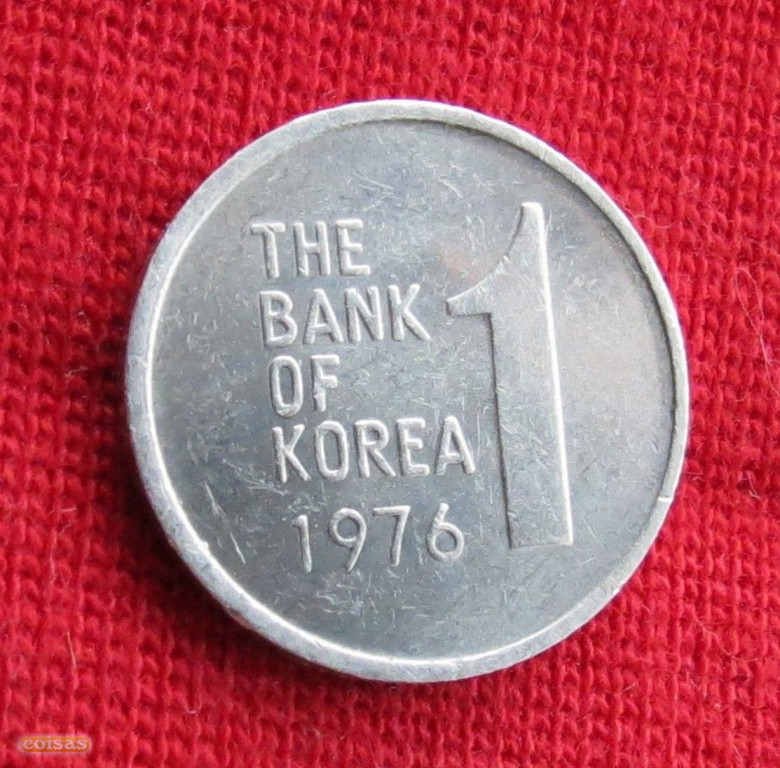 THE
BANK
OF
KOREA
1976
1
coisas